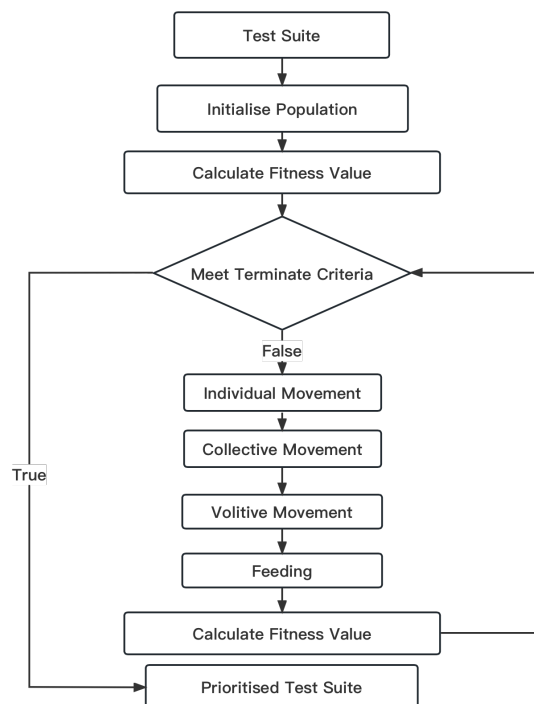 Test Suite
Initialise Population
Calculate Fitness Value
Meet Terminate Criteria
False
Individual Movement
Collective Movement
True
Volitive Movement
Feeding
Calculate Fitness Value
Prioritised Test Suite